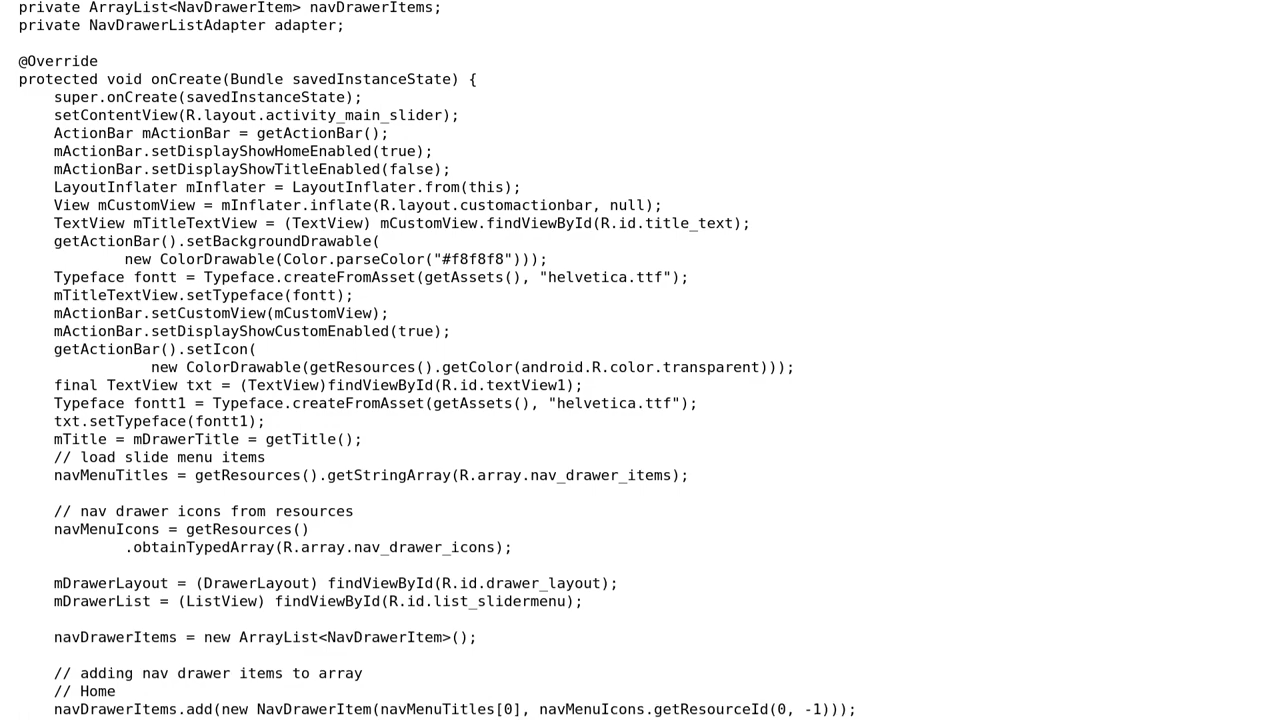 private ArrayList<NavDrawerItem> navDrawerItems;
private NavDrawerListAdapter adapter;

@Override
protected void onCreate(Bundle savedInstanceState) {
    super.onCreate(savedInstanceState);
    setContentView(R.layout.activity_main_slider);
    ActionBar mActionBar = getActionBar();
    mActionBar.setDisplayShowHomeEnabled(true);
    mActionBar.setDisplayShowTitleEnabled(false);
    LayoutInflater mInflater = LayoutInflater.from(this);
    View mCustomView = mInflater.inflate(R.layout.customactionbar, null);
    TextView mTitleTextView = (TextView) mCustomView.findViewById(R.id.title_text);
    getActionBar().setBackgroundDrawable(
            new ColorDrawable(Color.parseColor("#f8f8f8")));
    Typeface fontt = Typeface.createFromAsset(getAssets(), "helvetica.ttf");
    mTitleTextView.setTypeface(fontt);
    mActionBar.setCustomView(mCustomView);
    mActionBar.setDisplayShowCustomEnabled(true);
    getActionBar().setIcon(
               new ColorDrawable(getResources().getColor(android.R.color.transparent)));
    final TextView txt = (TextView)findViewById(R.id.textView1);
    Typeface fontt1 = Typeface.createFromAsset(getAssets(), "helvetica.ttf");
    txt.setTypeface(fontt1);
    mTitle = mDrawerTitle = getTitle();
    // load slide menu items
    navMenuTitles = getResources().getStringArray(R.array.nav_drawer_items);

    // nav drawer icons from resources
    navMenuIcons = getResources()
            .obtainTypedArray(R.array.nav_drawer_icons);

    mDrawerLayout = (DrawerLayout) findViewById(R.id.drawer_layout);
    mDrawerList = (ListView) findViewById(R.id.list_slidermenu);

    navDrawerItems = new ArrayList<NavDrawerItem>();

    // adding nav drawer items to array
    // Home
    navDrawerItems.add(new NavDrawerItem(navMenuTitles[0], navMenuIcons.getResourceId(0, -1)));